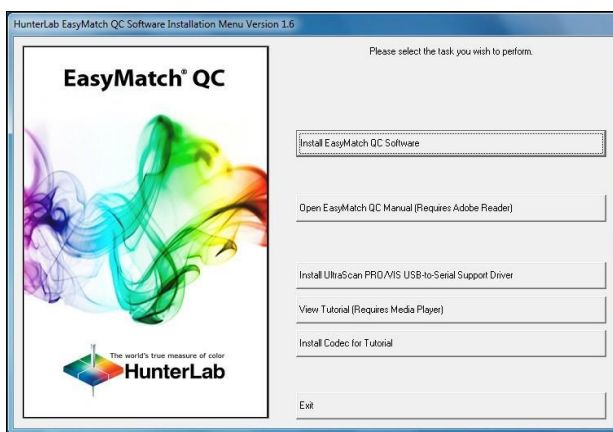 HunterLab EasyMatch QC Software Installation Menu Version 1.6
EasyMatch® QC
The world's true measure of color
HunterLab
Please select the task you wish to perform.
Install EasyMatch QC Software
Open EasyMatch QC Manual (Requires Adobe Reader)
Install UltraScan PRO/VIS USB-to-Serial Support Driver
View Tutorial (Requires Media Player)
Install Codec for Tutorial
Exit